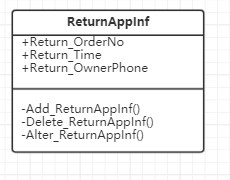 ReturnAppInf
+Return_OrderNo
+Return_Time
+Return_OwnerPhone
-Add_ReturnAppInf()
-Delete_ReturnAppInf()
-Alter_ReturnAppInf()